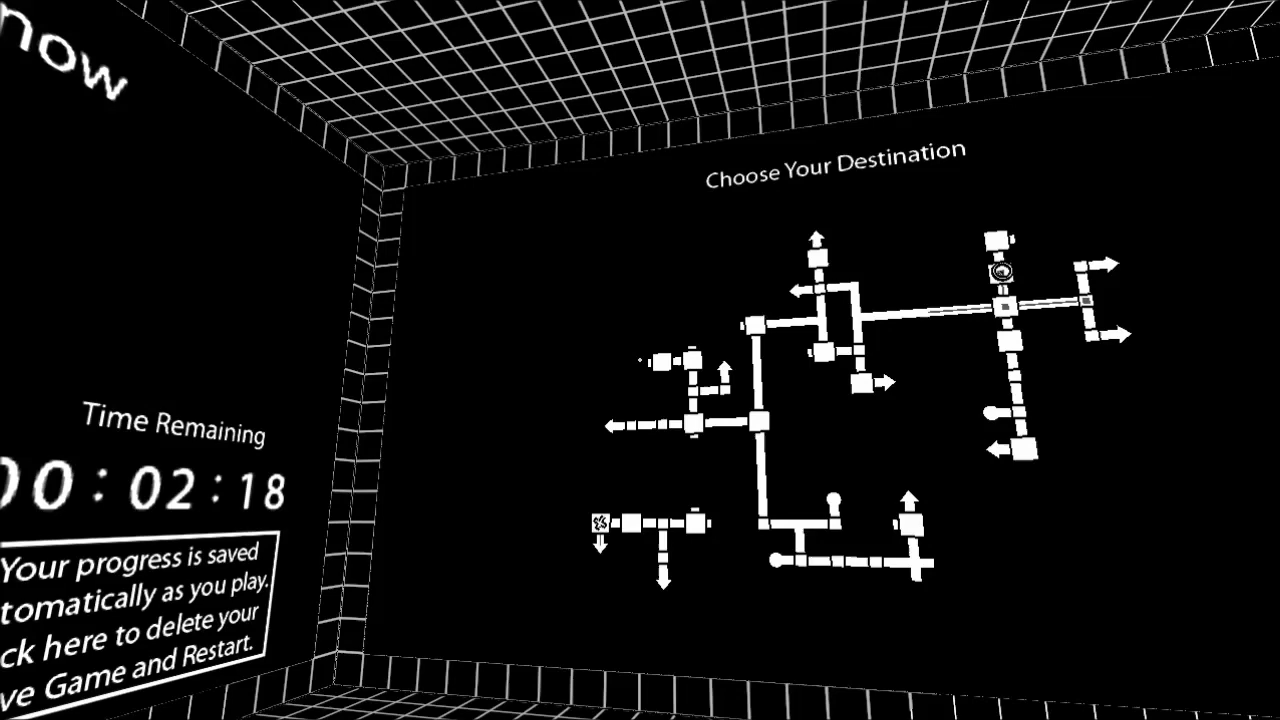 now
Choose Your Destination
Time Remaining
00:02:18
Your progress is saved
tomatically as you play.
ck here to delete your
ve Game and Restart.